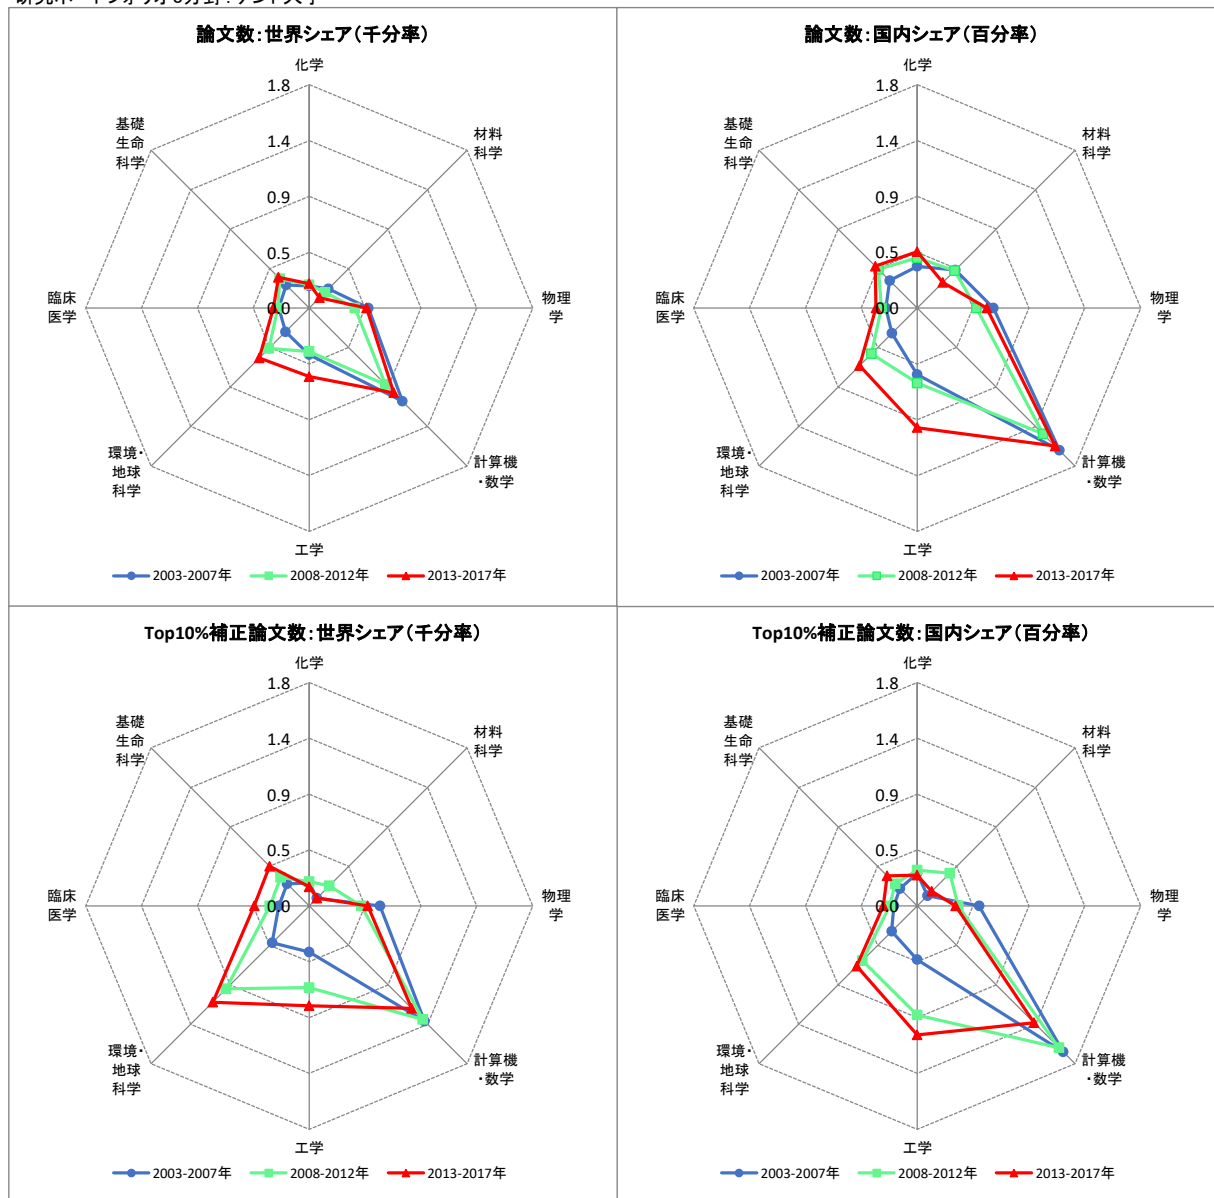 論文数：世界シェア（千分率）
化学
1.8
1.4
0.9
0.5
0.0
材料
科学
物理
学
計算機
・数学
工学
環境・
地球
科学
臨床
医学
基礎
生命
科学
2003-2007年
2008-2012年
2013-2017年
論文数：国内シェア（百分率）
化学
1.8
1.4
0.9
0.5
0.0
材料
科学
物理
学
計算機
・数学
工学
環境・
地球
科学
臨床
医学
基礎
生命
科学
2003-2007年
2008-2012年
2013-2017年
Top10%補正論文数：世界シェア（千分率）
化学
1.8
1.4
0.9
0.5
0.0
材料
科学
物理
学
計算機
・数学
工学
環境・
地球
科学
臨床
医学
基礎
生命
科学
2003-2007年
2008-2012年
2013-2017年
Top10%補正論文数：国内シェア（百分率）
化学
1.8
1.4
0.9
0.5
0.0
材料
科学
物理
学
計算機
・数学
工学
環境・
地球
科学
臨床
医学
基礎
生命
科学
2003-2007年
2008-2012年
2013-2017年